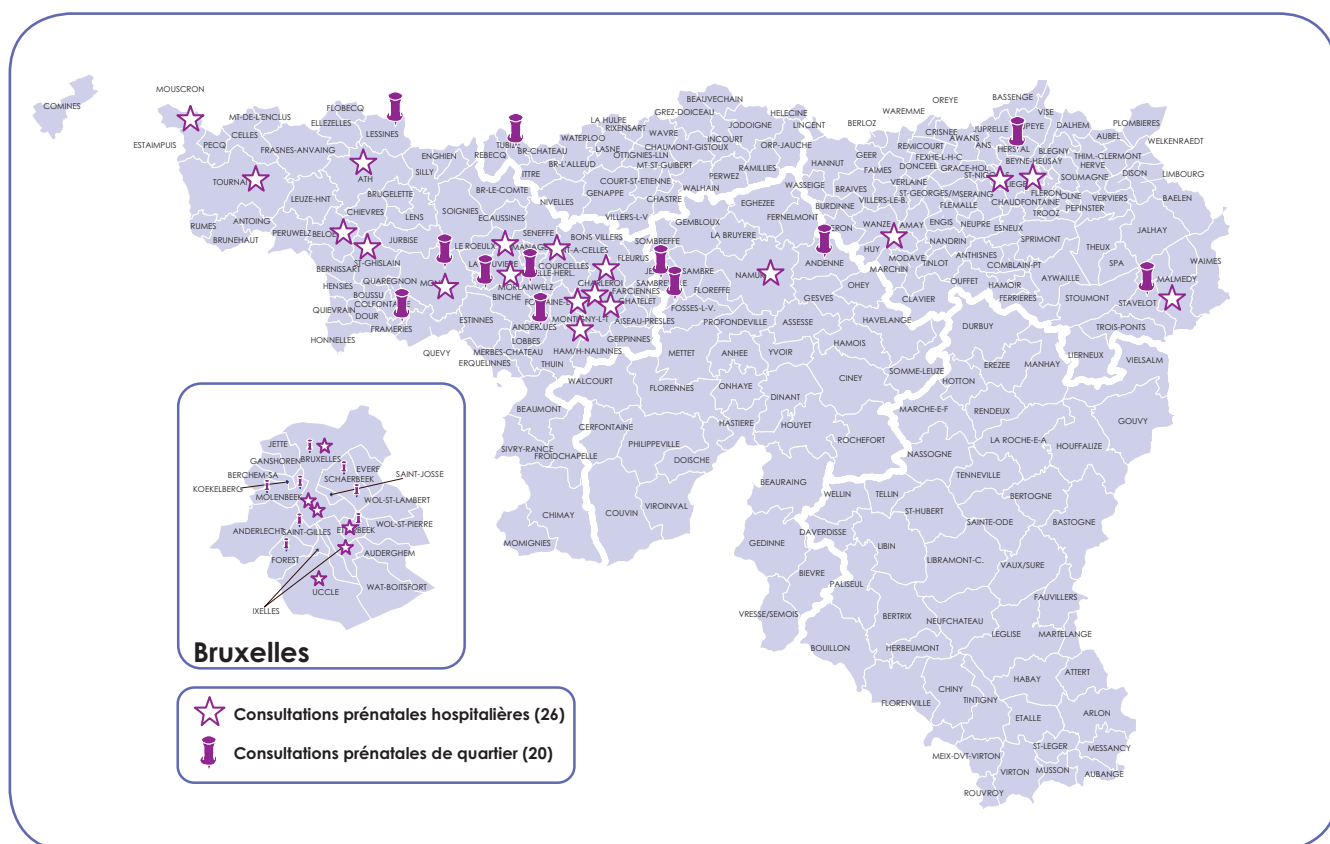 COMINES
MOUSCRON
ESTAIMPUIS
MT-DE-L'ENCLUS
CELLES
PECQ
TOURNAI
RUMES
BRUNEHAUT
ANTOING
FRASNES-ANVAING
ELLEZELLES
FLOBECQ
LESSINES
ATH
LEUZE-HNT
PERUWELZ
BELOE
CHIEVRES
BRUGELETTE
ENGHIEN
SILLY
LENS
JURBISE
SOIGNIES
BERNISSART
ST-GHISLAIN
HENSIES
QUAREGNON
BOUSSU
COLFONTAINE
DOUR
QUIEVRAIN
FRAMERIES
HONNELLES
QUEVY
REBECQ
TUBIZE
BR-CHATEAU
ITTRE
BR-LE-COMTE
ECAUSSINES
LE ROEULX
MANAGE
SENEFFE
MORLANWELZ
BINCHE
ESTINNES
ANDERLUES
LOBBES
MERBES-CHATEAU
ERQUELINNES
THUIN
HAM/H-NALINNES
MONTIGNY-L-T
GERPINNES
AISEAU-PRESLES
CHATELET
FARCIENNES
CHARLEROI
COURCELLES
FLEURUS
BONS VILLERS
NIVELLES
VILLERS-L-V
GENAPPE
COURT-ST-ETIENNE
BR-L'ALLEUD
WATERLOO
LASNE
LA HULPE
RIXENSART
OTTIGNIES-LLN
WAVRE
GREZ-DOICEAU
BEAUVECHAIN
CHAUMONT-GISTOUX
MT-ST-GUIBERT
CHASTRE
WALHAIN
PERWEZ
INCOURT
JODOIGNE
HELECINE
ORP-JAUCHE
RAMILLIES
LINCENT
HANNUT
WASSEIGE
BERLOZ
WAREMME
OREYE
GEER
FAIMES
BRAIVES
BURDINNE
VILLERS-LE-B.
VERLAINE
DONCEEL
REMICOURT
FEXHE-L-H-C
CRISNEE
AWANS
ANS
GRACE-HOL
JUPRELLE
BASSENGE
VISE
DALHEM
BLEGNY
AUBEL
PLOMBIERES
WELKENRAEDT
THIM.-CLERMONT
HERVE
DISON
LIMBOURG
BAELEN
VERVIERS
PEPINSTER
SOUMAGNE
BEYNE-HEUSAY
FLERON
OLNE
CHAUDFONTAINE
TROOZ
FLEMALLE
NEUPRE
ESNEUX
SPRIMONT
ENGIS
AMAY
WANZE
HUY
MODAVE
MARCHIN
NANDRIN
TINLOT
ANTHISNES
COMBLAIN-PT
OUFFET
HAMOIR
FERRIERES
AYWAILLE
CLAVIER
THEUX
SPA
JALHAY
WAIMES
MALMEDY
STAVELOT
STOUMONT
TROIS-PONTS
LIERNEUX
VIELSALM
GEMBLOUX
EGHEZEE
FERNELMONT
LA BRUYERE
SOMBREFFE
NAMUR
ANDENNE
FLOREFFE
FOSSES-L-V.
PROFONDEVILLE
ASSESSE
GESVES
OHEY
HAVELANGE
METTET
ANHEE
YVOIR
HAMOIS
CINEY
SOMME-LEUZE
WALCOURT
FLORENNES
ONHAYE
DINANT
HASTIERE
HOUYET
ROCHEFORT
BEAUMONT
CERFONTAINE
PHILIPPEVILLE
DOISCHE
SIVRY-RANCE
FROIDCHAPELLE
CHIMAY
MOMIGNIES
COUVIN
VIROINVAL
BEAURAING
GEDINNE
BIEVRE
VRESSE/SEMOIS
DURBUY
EREZEE
MANHAY
HOTTON
MARCHE-E-F
RENDEUX
GOUVY
LA ROCHE-E-A
HOUFFALIZE
NASSOGNE
TENNEVILLE
BERTOGNE
WELLIN
TELLIN
ST-HUBERT
SAINTE-ODE
BASTOGNE
DAVERDISSE
LIBIN
LIBRAMONT-C.
VAUX/SURE
PALISEUL
FAUVILLERS
BERTRIX
NEUFCHATEAU
LEGLISE
MARTELANGE
BOUILLON
HERBEUMONT
HABAY
ATTERT
CHINY
TINTIGNY
FLORENVILLE
ETALLE
ARLON
ST-LEGER
MESSANCY
MEIX-DVT-VIRTON
VIRTON
MUSSON
AUBANGE
ROUVROY
JETTE
GANSHOREN
BRUXELLES
EVERE
BERCHEM-SA
SCHAERBEEK
SAINT-JOSSE
KOEKELBERG
MOLENBEEK
WOL-ST-LAMBERT
WOL-ST-PIERRE
ANDERLECHT
SAINT-GILLES
ETTERBEEK
FOREST
AUDERGHEM
WAT-BOITSFORT
UCCLE
IXELLES
Bruxelles
Consultations prénatales hospitalières (26)
Consultations prénatales de quartier (20)